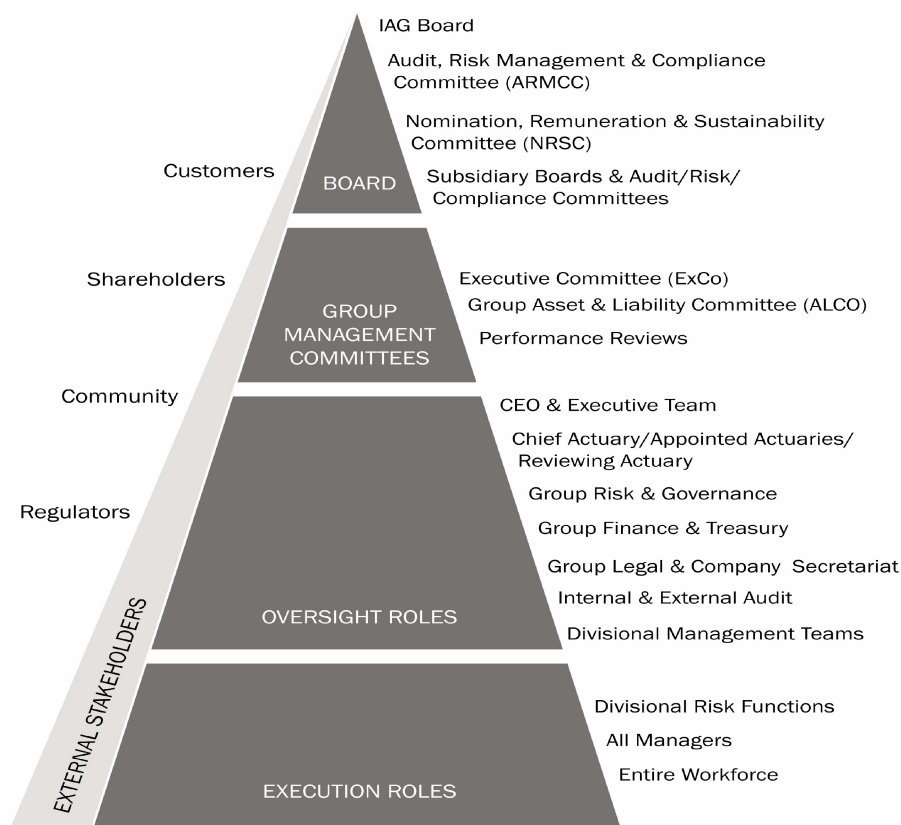 IAG Board
Audit, Risk Management & Compliance
Committee (ARMCC)
Nomination, Remuneration & Sustainability
Committee (NRSC)
Customers
BOARD
Subsidiary Boards & Audit/Risk/
Compliance Committees
Shareholders
Executive Committee (ExCo)
Group Asset & Liability Committee (ALCO)
GROUP
MANAGEMENT
COMMITTEES
Performance Reviews
Community
CEO & Executive Team
Chief Actuary/Appointed Actuaries/
Reviewing Actuary
Group Risk & Governance
Regulators
Group Finance & Treasury
Group Legal & Company Secretariat
Internal & External Audit
OVERSIGHT ROLES
Divisional Management Teams
EXTERNAL STAKEHOLDERS
Divisional Risk Functions
All Managers
Entire Workforce
EXECUTION ROLES